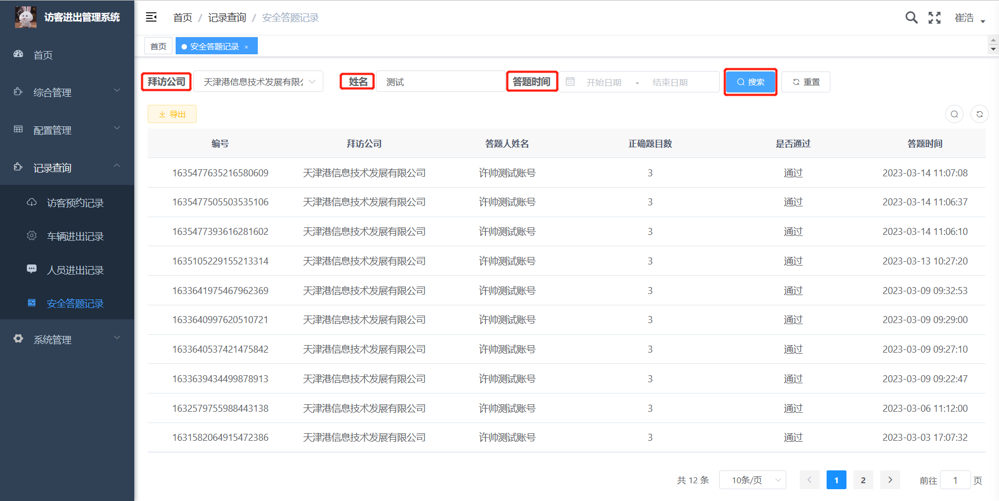 访客进出管理系统
首页
综合管理
配置管理
记录查询
访客预约记录
车辆进出记录
人员进出记录
安全答题记录
系统管理
首页 / 记录查询 / 安全答题记录
崔浩
首页
安全答题记录 ×
拜访公司 天津港信息技术发展有限 姓名 测试 答题时间 开始日期 - 结束日期 搜索 重置
导出
编号 拜访公司 答题人姓名 正确题目数 是否通过 答题时间
1635477635216580609 天津港信息技术发展有限公司 许帅测试账号 3 通过 2023-03-14 11:07:08
1635477505503535106 天津港信息技术发展有限公司 许帅测试账号 3 通过 2023-03-14 11:06:37
1635477393616281602 天津港信息技术发展有限公司 许帅测试账号 3 通过 2023-03-14 11:06:10
1635105229155213314 天津港信息技术发展有限公司 许帅测试账号 3 通过 2023-03-13 10:27:20
1633641975467962369 天津港信息技术发展有限公司 许帅测试账号 3 通过 2023-03-09 09:32:53
1633640997620510721 天津港信息技术发展有限公司 许帅测试账号 3 通过 2023-03-09 09:29:00
1633640537421475842 天津港信息技术发展有限公司 许帅测试账号 3 通过 2023-03-09 09:27:10
1633639434499878913 天津港信息技术发展有限公司 许帅测试账号 3 通过 2023-03-09 09:22:47
1632579755988443138 天津港信息技术发展有限公司 许帅测试账号 3 通过 2023-03-06 11:12:00
1631582064915472386 天津港信息技术发展有限公司 许帅测试账号 3 通过 2023-03-03 17:07:32
共 12 条 10条/页 1 2 前往 1 页